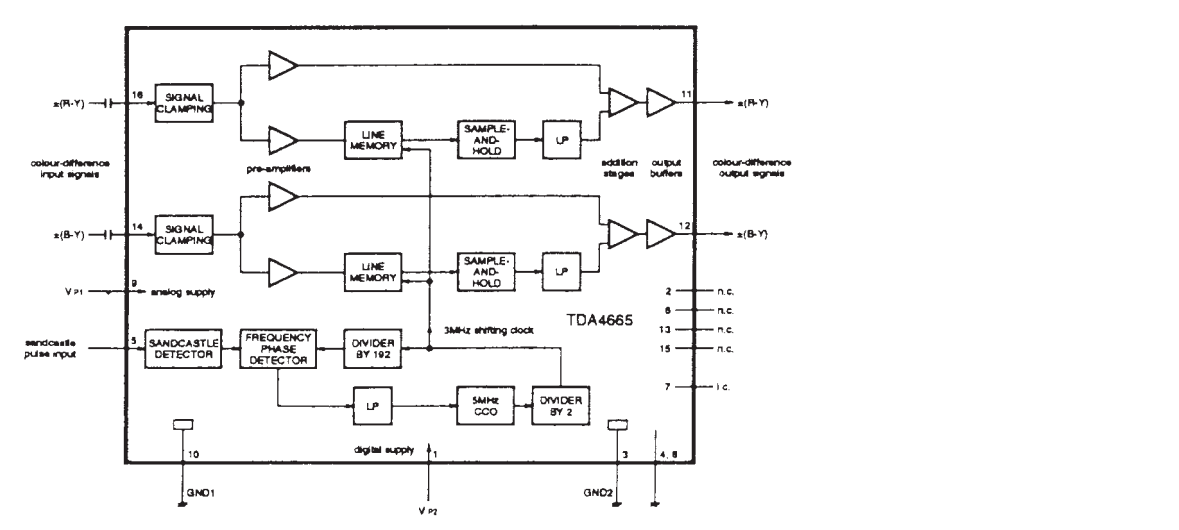 16
SIGNAL
CLAMPING
±(R-Y)
11
±(R-Y)
LINE
MEMORY
SAMPLE-
AND-
HOLD
LP
colour-difference
input signals
pre-amplifiers
addition
stages
output
buffers
colour-difference
output signals
14
SIGNAL
CLAMPING
±(B-Y)
12
±(B-Y)
LINE
MEMORY
SAMPLE-
AND-
HOLD
LP
9
VP1
analog supply
2 n.c.
6 n.c.
TDA4665
3MHz shifting clock
13 n.c.
sandcastle
pulse input
5
SANDCASTLE
DETECTOR
FREQUENCY
PHASE
DETECTOR
DIVIDER
BY 192
15 n.c.
7 i.c.
LP
5MHz
CCO
DIVIDER
BY 2
digital supply
10
1
3
4, 8
GND1
GND2
VP2